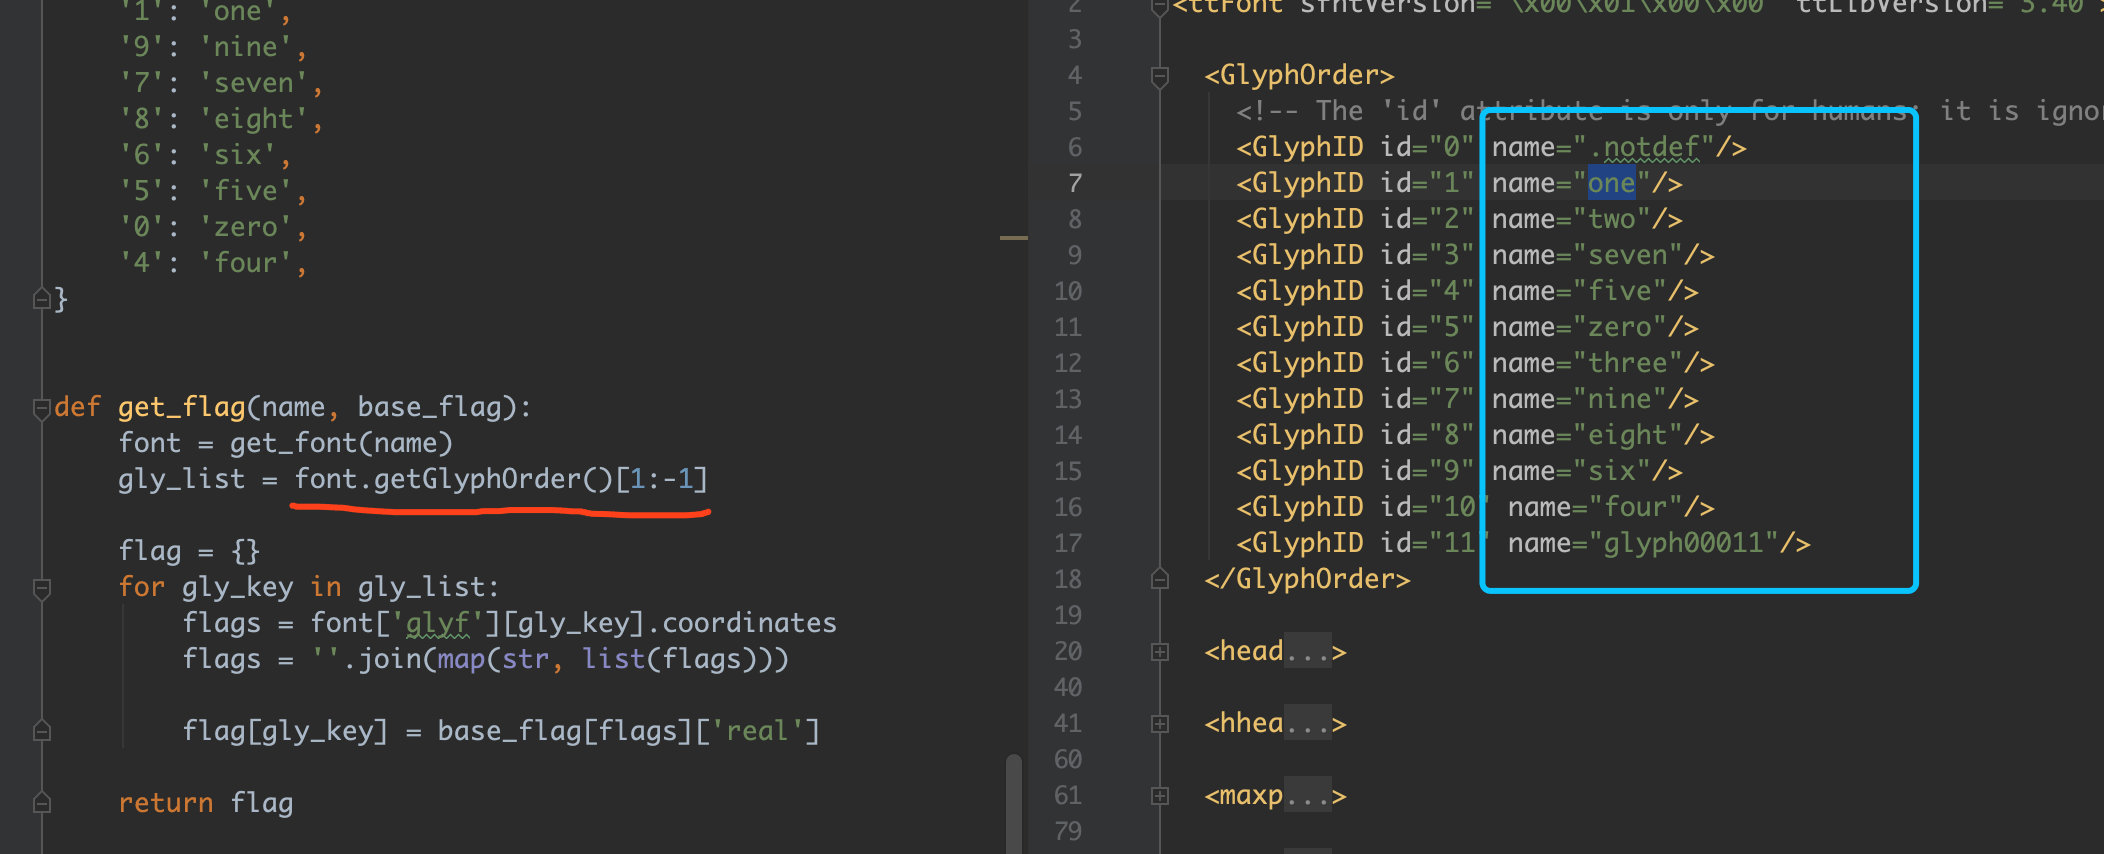 '1': 'one',
'9': 'nine',
'7': 'seven',
'8': 'eight',
'6': 'six',
'5': 'five',
'0': 'zero',
'4': 'four',
}
def get_flag(name, base_flag):
font = get_font(name)
gly_list = font.getGlyphOrder()[1:-1]
flag = {}
for gly_key in gly_list:
flags = font['glyf'][gly_key].coordinates
flags = ''.join(map(str, list(flags)))
flag[gly_key] = base_flag[flags]['real']
return flag
2 <ttFont sfntVersion="\x00\x01\x00\x00" ttLibVersion="3.40"
3
4 <GlyphOrder>
5 <!-- The 'id' attribute is only for humans; it is ignor
6 <GlyphID id="0" name=".notdef"/>
7 <GlyphID id="1" name="one"/>
8 <GlyphID id="2" name="two"/>
9 <GlyphID id="3" name="seven"/>
10 <GlyphID id="4" name="five"/>
11 <GlyphID id="5" name="zero"/>
12 <GlyphID id="6" name="three"/>
13 <GlyphID id="7" name="nine"/>
14 <GlyphID id="8" name="eight"/>
15 <GlyphID id="9" name="six"/>
16 <GlyphID id="10" name="four"/>
17 <GlyphID id="11" name="glyph00011"/>
18 </GlyphOrder>
19
20 <head...>
40
41 <hhea...>
60
61 <maxp...>
79